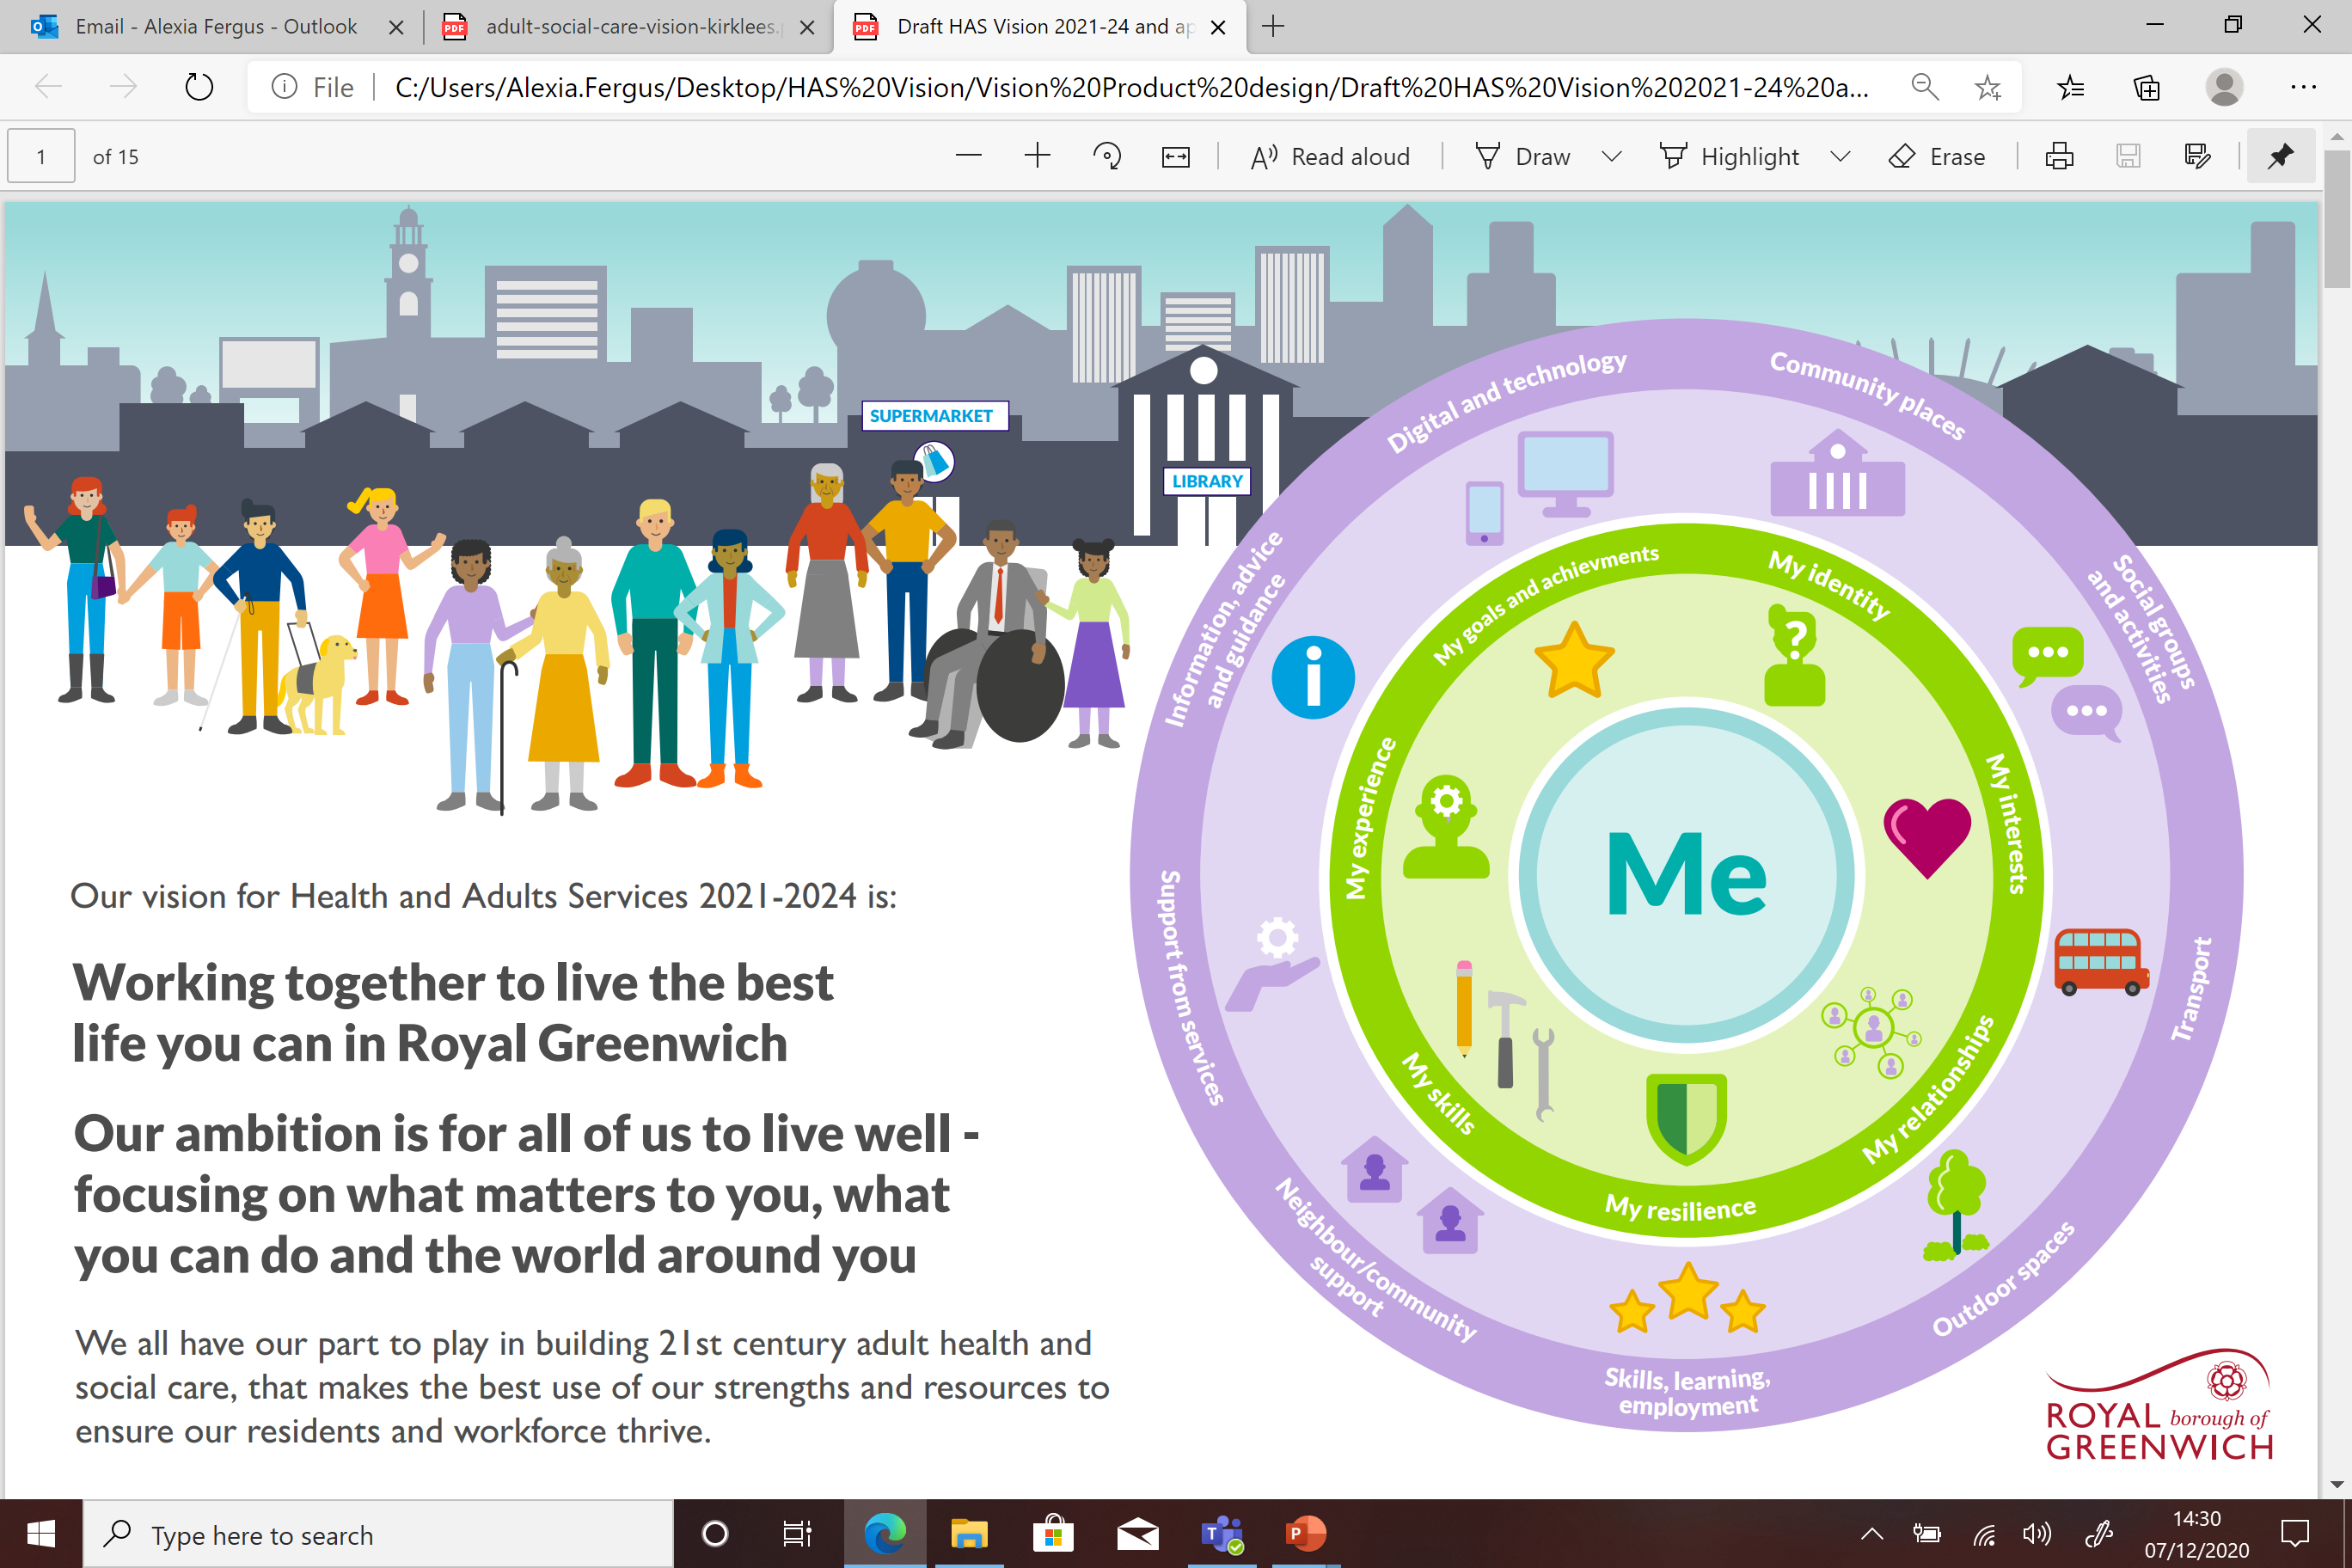 Email - Alexia Fergus - Outlook
adult-social-care-vision-kirklees.p
Draft HAS Vision 2021-24 and ap
File
C:/Users/Alexia.Fergus/Desktop/HAS%20Vision/Vision%20Product%20design/Draft%20HAS%20Vision%202021-24%20a...
1 of 15
Read aloud
Draw
Highlight
Erase
SUPERMARKET
LIBRARY
Digital and technology
Community places
Social groups
and activities
Transport
Outdoor spaces
Skills, learning,
employment
Neighbour/community
support
Support from services
Information, advice
and guidance
My goals and achievments
My identity
My interests
My relationships
My resilience
My skills
My experience
Me
Our vision for Health and Adults Services 2021-2024 is:
Working together to live the best
life you can in Royal Greenwich
Our ambition is for all of us to live well -
focusing on what matters to you, what
you can do and the world around you
We all have our part to play in building 21st century adult health and
social care, that makes the best use of our strengths and resources to
ensure our residents and workforce thrive.
ROYAL borough of
GREENWICH
Type here to search
14:30
07/12/2020